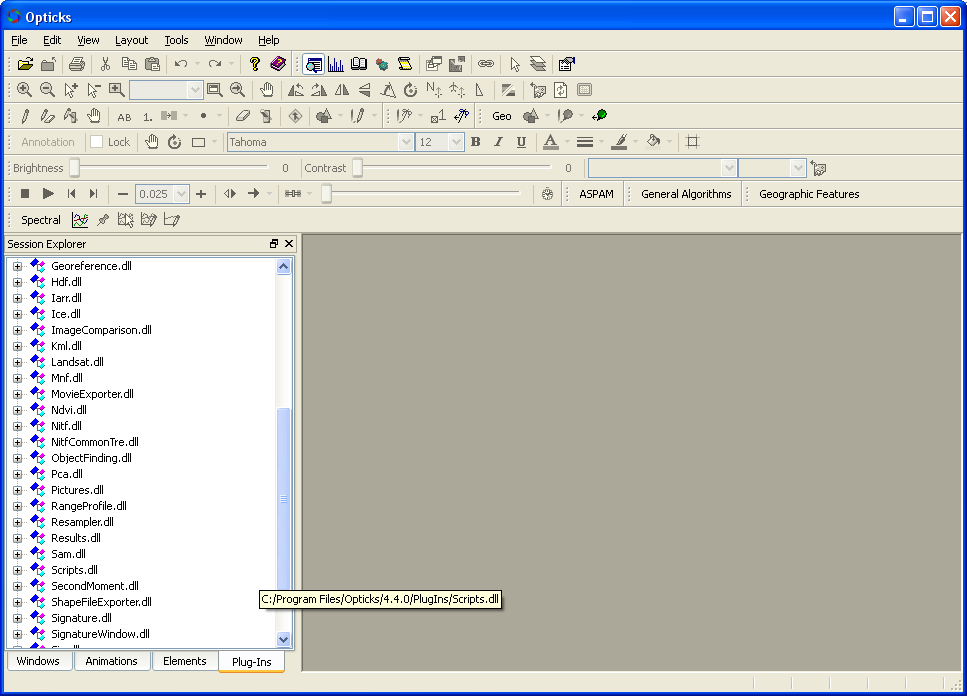 Opticks
File Edit View Layout Tools Window Help
AB 1. Geo
Annotation Lock Tahoma 12 B I U A
Brightness 0 Contrast 0
0.025 ASPAM General Algorithms Geographic Features
Spectral
Session Explorer
Georeference.dll
Hdf.dll
Iarr.dll
Ice.dll
ImageComparison.dll
Kml.dll
Landsat.dll
Mnf.dll
MovieExporter.dll
Ndvi.dll
Nitf.dll
NitfCommonTre.dll
ObjectFinding.dll
Pca.dll
Pictures.dll
RangeProfile.dll
Resampler.dll
Results.dll
Sam.dll
Scripts.dll
SecondMoment.dll
C:/Program Files/Opticks/4.4.0/PlugIns/Scripts.dll
ShapeFileExporter.dll
Signature.dll
SignatureWindow.dll
Windows Animations Elements Plug-Ins